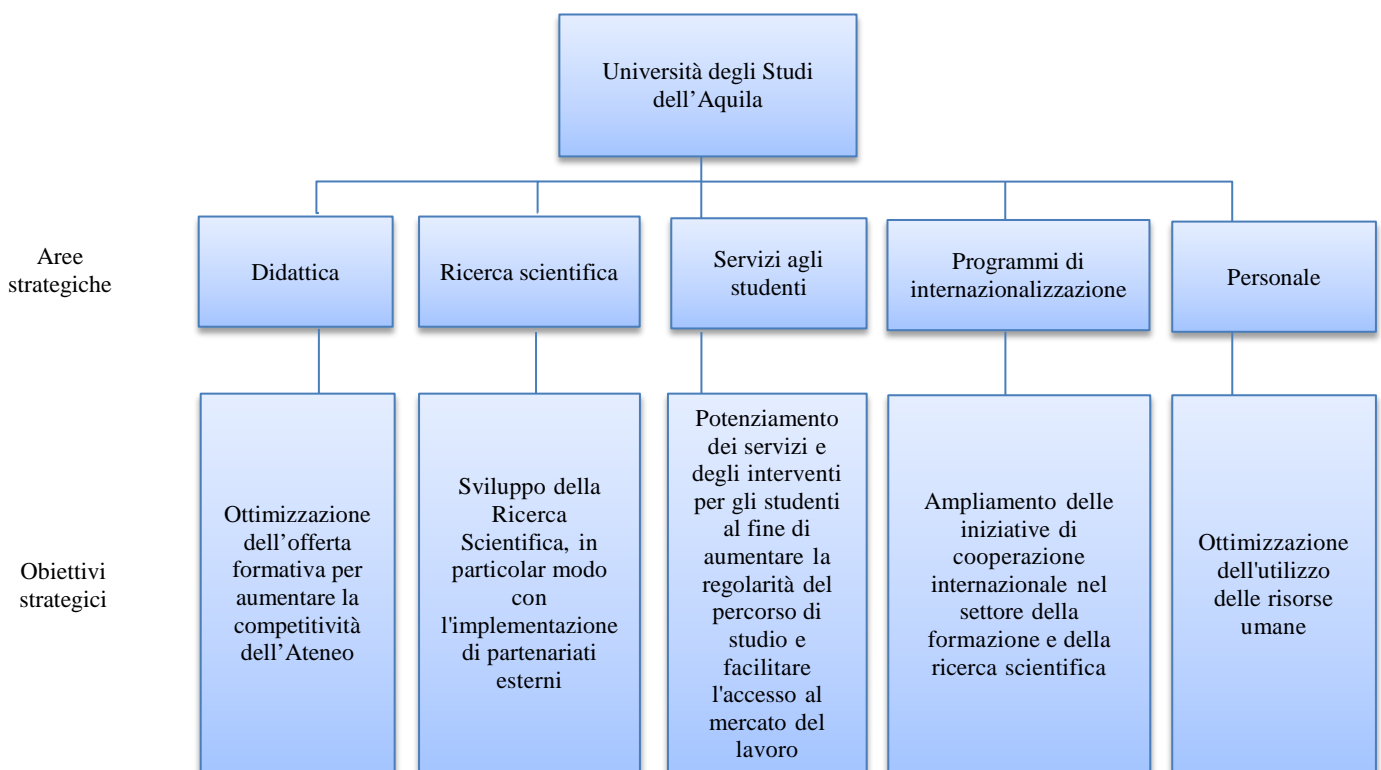 Università degli Studi
dell’Aquila
Aree
strategiche
Didattica
Ricerca scientifica
Servizi agli
studenti
Programmi di
internazionalizzazione
Personale
Obiettivi
strategici
Ottimizzazione
dell’offerta
formativa per
aumentare la
competitività
dell’Ateneo
Sviluppo della
Ricerca
Scientifica, in
particolar modo
con
l'implementazione
di partenariati
esterni
Potenziamento
dei servizi e
degli interventi
per gli studenti
al fine di
aumentare la
regolarità del
percorso di
studio e
facilitare
l'accesso al
mercato del
lavoro
Ampliamento delle
iniziative di
cooperazione
internazionale nel
settore della
formazione e della
ricerca scientifica
Ottimizzazione
dell'utilizzo
delle risorse
umane